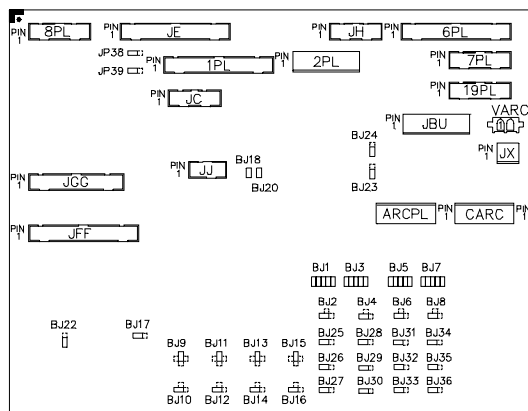 PIN 1 8PL PIN 1 JE PIN 1 JH PIN 1 6PL
JP38
JP39 PIN 1 1PL 2PL PIN 1 7PL
PIN 1 JC PIN 1 19PL
VARC
PIN 1 JBU 1
BJ24 PIN 1 JX
PIN 1 JJ BJ18
BJ20 BJ23
PIN 1 JGG
ARCPL PIN 1 CARC PIN 1
PIN 1 JFF
BJ1 BJ3 BJ5 BJ7
BJ2 BJ4 BJ6 BJ8
BJ22 BJ17 BJ25 BJ28 BJ31 BJ34
BJ9 BJ11 BJ13 BJ15
BJ26 BJ29 BJ32 BJ35
BJ10 BJ12 BJ14 BJ16 BJ27 BJ30 BJ33 BJ36